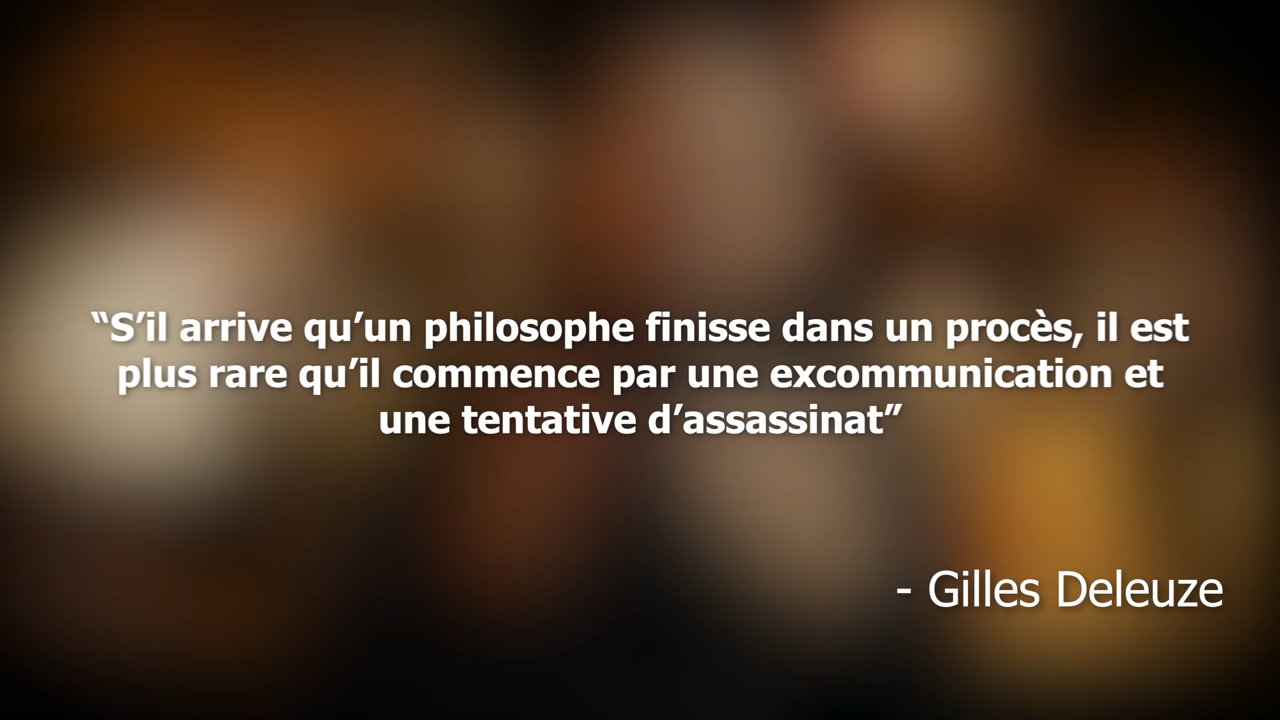 “S’il arrive qu’un philosophe finisse dans un procès, il est
plus rare qu’il commence par une excommunication et
une tentative d’assassinat”
- Gilles Deleuze